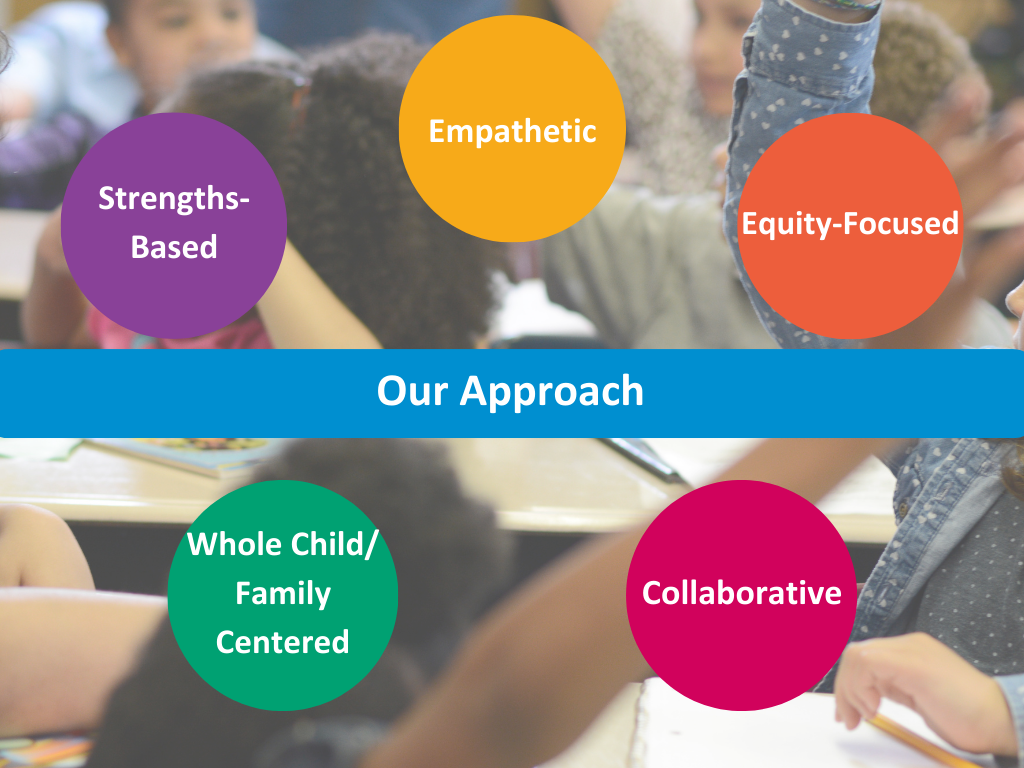 Empathetic
Strengths-
Based
Equity-Focused
Our Approach
Whole Child/
Family
Centered
Collaborative